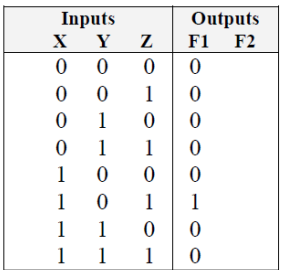 Inputs Outputs
X Y Z F1 F2
0 0 0 0
0 0 1 0
0 1 0 0
0 1 1 0
1 0 0 0
1 0 1 1
1 1 0 0
1 1 1 0